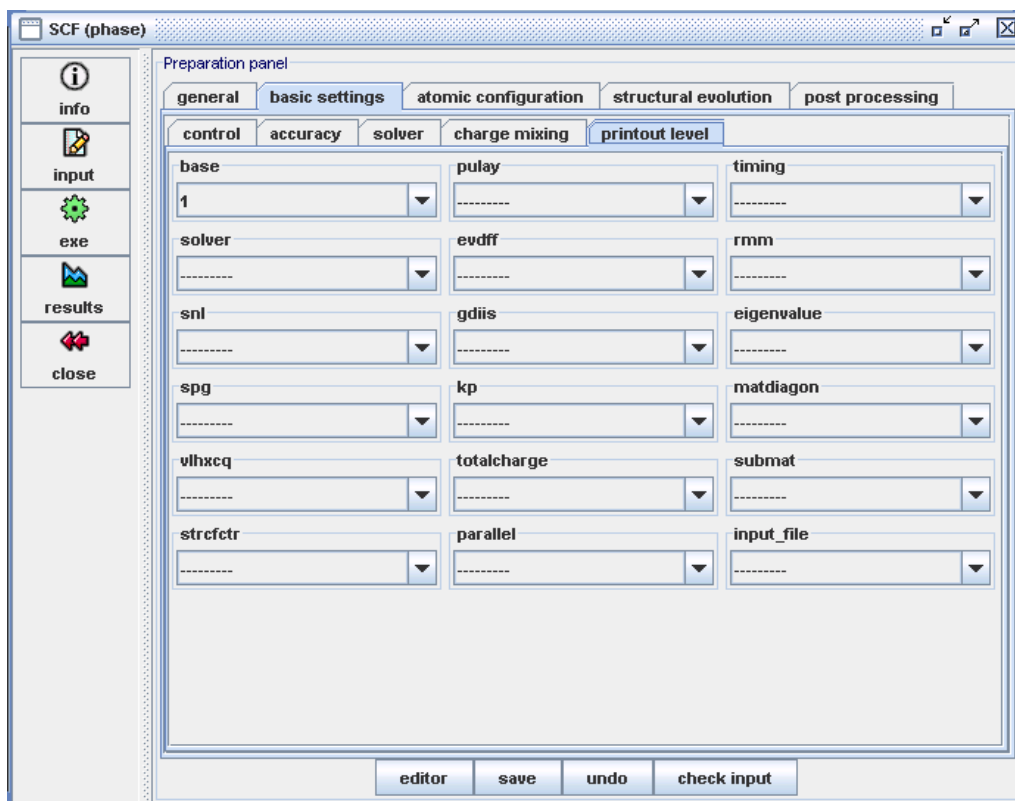 SCF (phase)
info
input
exe
results
close
Preparation panel
general basic settings atomic configuration structural evolution post processing
control accuracy solver charge mixing printout level
base pulay timing
1 --------- ---------
solver evdff rmm
--------- --------- ---------
snl gdiis eigenvalue
--------- --------- ---------
spg kp matdiagon
--------- --------- ---------
vlhxcq totalcharge submat
--------- --------- ---------
strcfctr parallel input_file
--------- --------- ---------
editor save undo check input